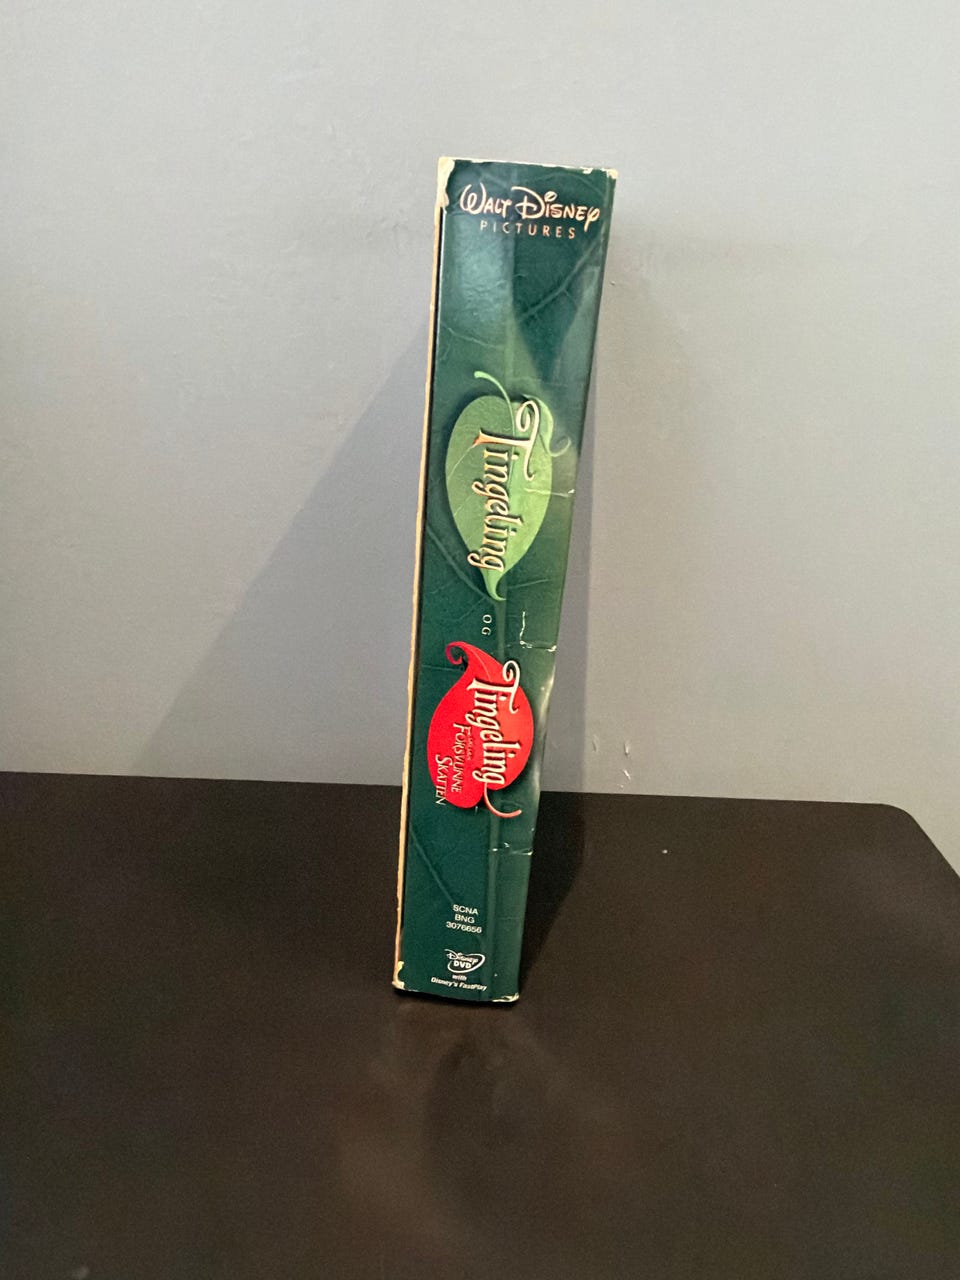 WALT DISNEY
PICTURES
Tingeling
OG
Tingeling
FORSVUNNE
SKATTEN
SCNA
BNG
3076656
Disney
DVD
with
Disney's FastPlay